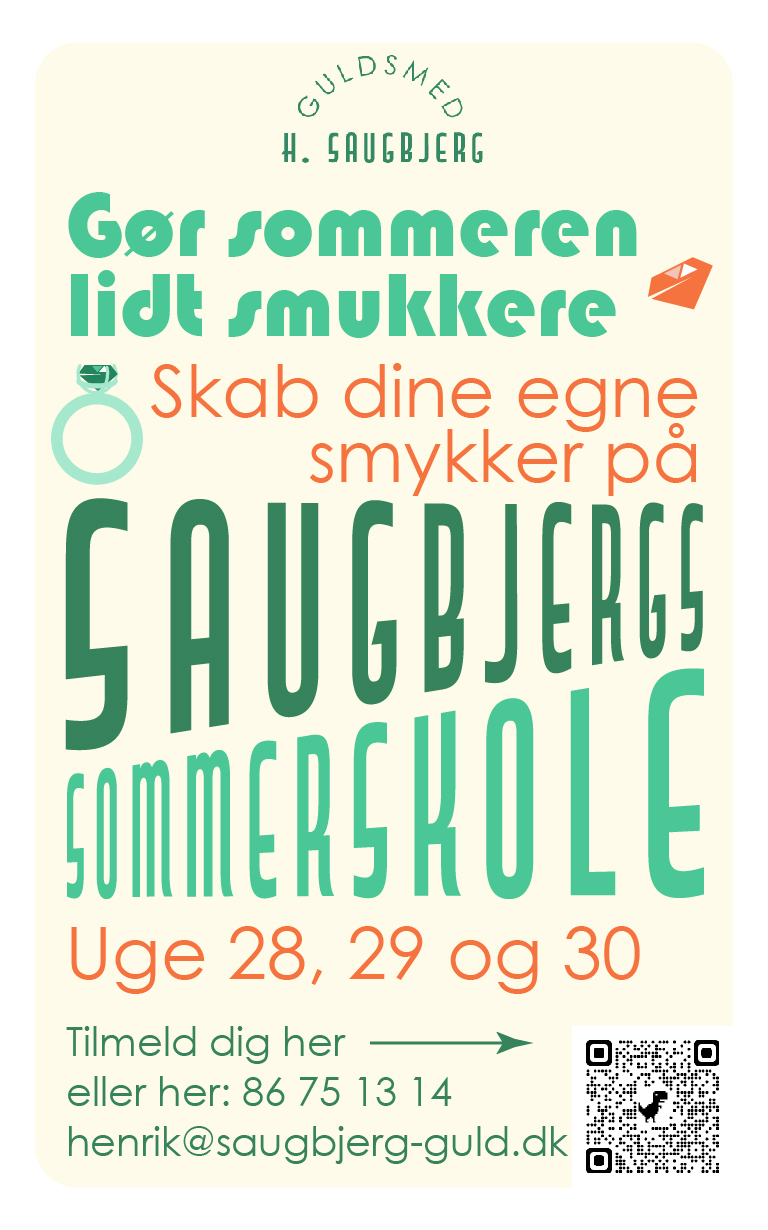 GULDSMED
H. SAUGBJERG
Gør sommeren
lidt smukkere
Skab dine egne
smykker på
SAUGBJERGS
SOMMERSKOLE
Uge 28, 29 og 30
Tilmeld dig her
eller her: 86 75 13 14
henrik@saugbjerg-guld.dk